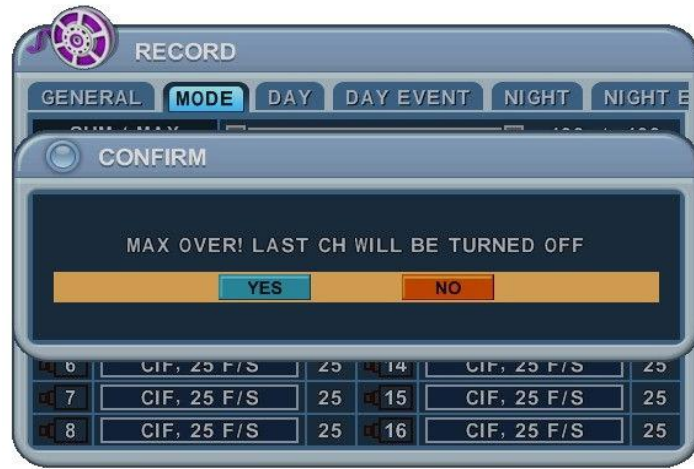 RECORD
GENERAL MODE DAY DAY EVENT NIGHT NIGHT E
CONFIRM
MAX OVER! LAST CH WILL BE TURNED OFF
YES NO
6 CIF, 25 F/S 25 14 CIF, 25 F/S 25
7 CIF, 25 F/S 25 15 CIF, 25 F/S 25
8 CIF, 25 F/S 25 16 CIF, 25 F/S 25